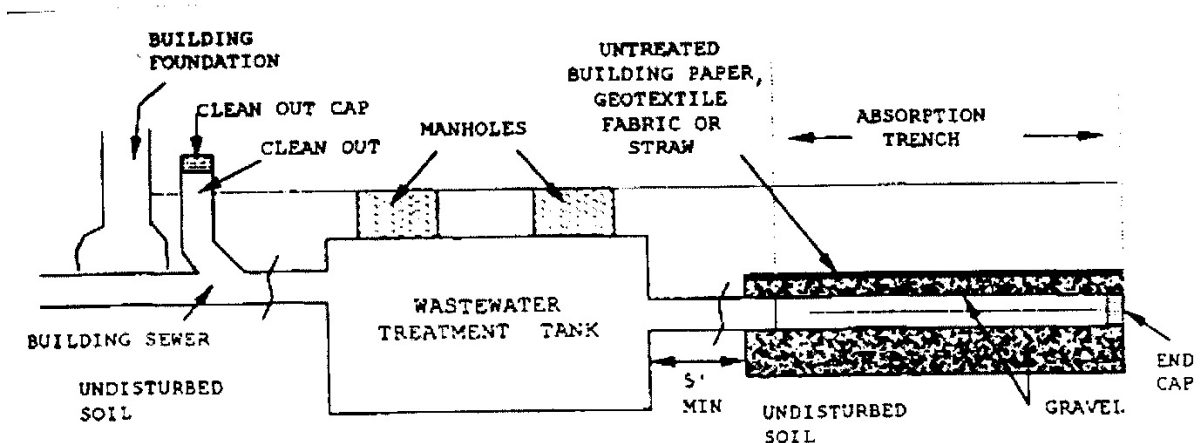 BUILDING
FOUNDATION
CLEAN OUT CAP
CLEAN OUT
MANHOLES
UNTREATED
BUILDING PAPER,
GEOTEXTILE
FABRIC OR
STRAW
ABSORPTION
TRENCH
WASTEWATER
TREATMENT TANK
BUILDING SEWER
UNDISTURBED
SOIL
5'
MIN
UNDISTURBED
SOIL
GRAVEL
END
CAP